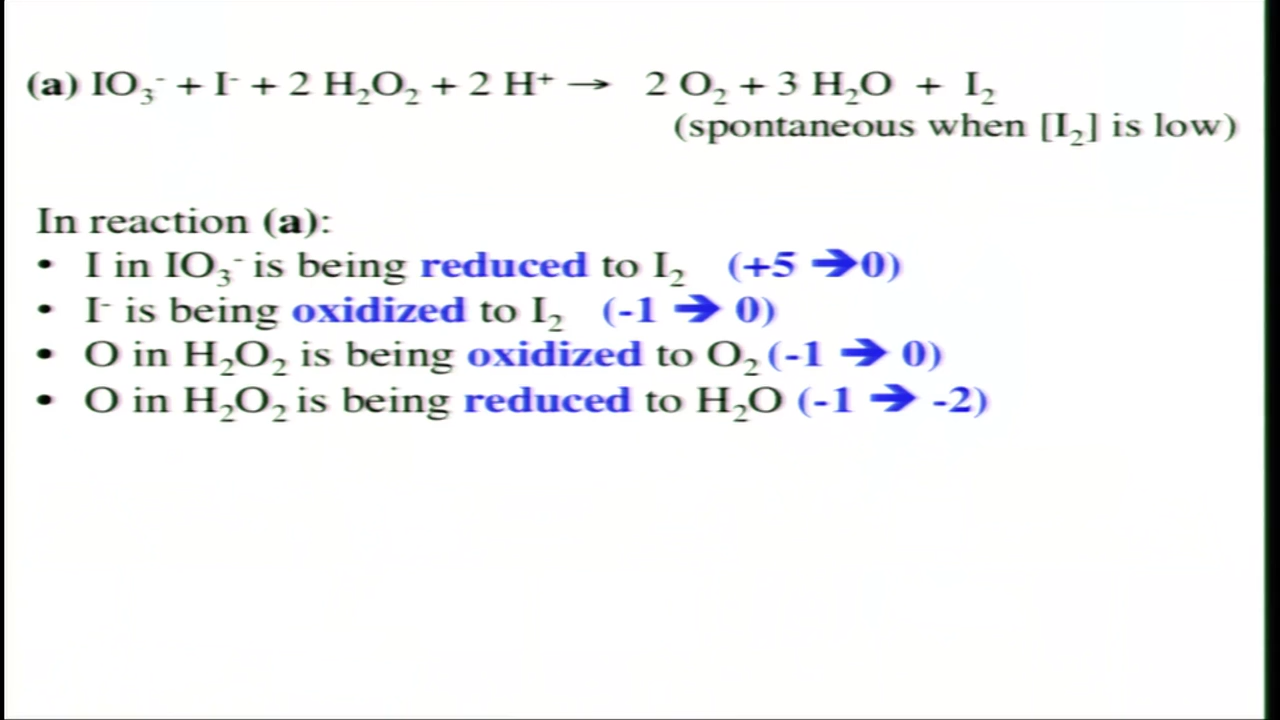 (a) IO₃⁻ + I⁻ + 2 H₂O₂ + 2 H⁺ → 2 O₂ + 3 H₂O + I₂
(spontaneous when [I₂] is low)
In reaction (a):
• I in IO₃⁻ is being reduced to I₂ (+5 ➔0)
• I⁻ is being oxidized to I₂ (-1 ➔ 0)
• O in H₂O₂ is being oxidized to O₂ (-1 ➔ 0)
• O in H₂O₂ is being reduced to H₂O (-1 ➔ -2)